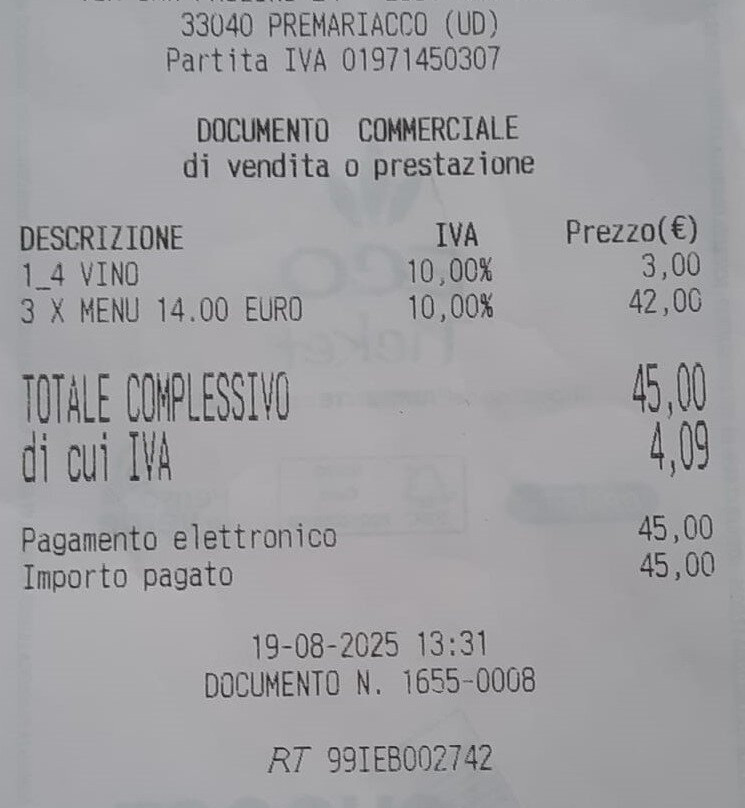 33040 PREMARIACCO (UD)
Partita IVA 01971450307
DOCUMENTO COMMERCIALE
di vendita o prestazione
DESCRIZIONE IVA Prezzo(€)
1_4 VINO 10,00% 3,00
3 X MENU 14.00 EURO 10,00% 42,00
TOTALE COMPLESSIVO 45,00
di cui IVA 4,09
Pagamento elettronico 45,00
Importo pagato 45,00
19-08-2025 13:31
DOCUMENTO N. 1655-0008
RT 99IEB002742